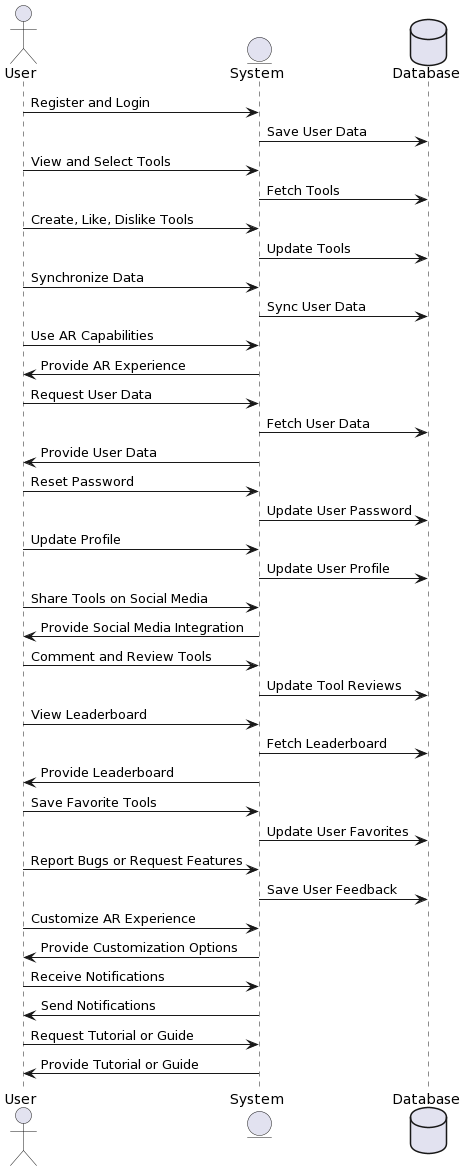 User
System
Database
Register and Login
Save User Data
View and Select Tools
Fetch Tools
Create, Like, Dislike Tools
Update Tools
Synchronize Data
Sync User Data
Use AR Capabilities
Provide AR Experience
Request User Data
Fetch User Data
Provide User Data
Reset Password
Update User Password
Update Profile
Update User Profile
Share Tools on Social Media
Provide Social Media Integration
Comment and Review Tools
Update Tool Reviews
View Leaderboard
Fetch Leaderboard
Provide Leaderboard
Save Favorite Tools
Update User Favorites
Report Bugs or Request Features
Save User Feedback
Customize AR Experience
Provide Customization Options
Receive Notifications
Send Notifications
Request Tutorial or Guide
Provide Tutorial or Guide
User
System
Database